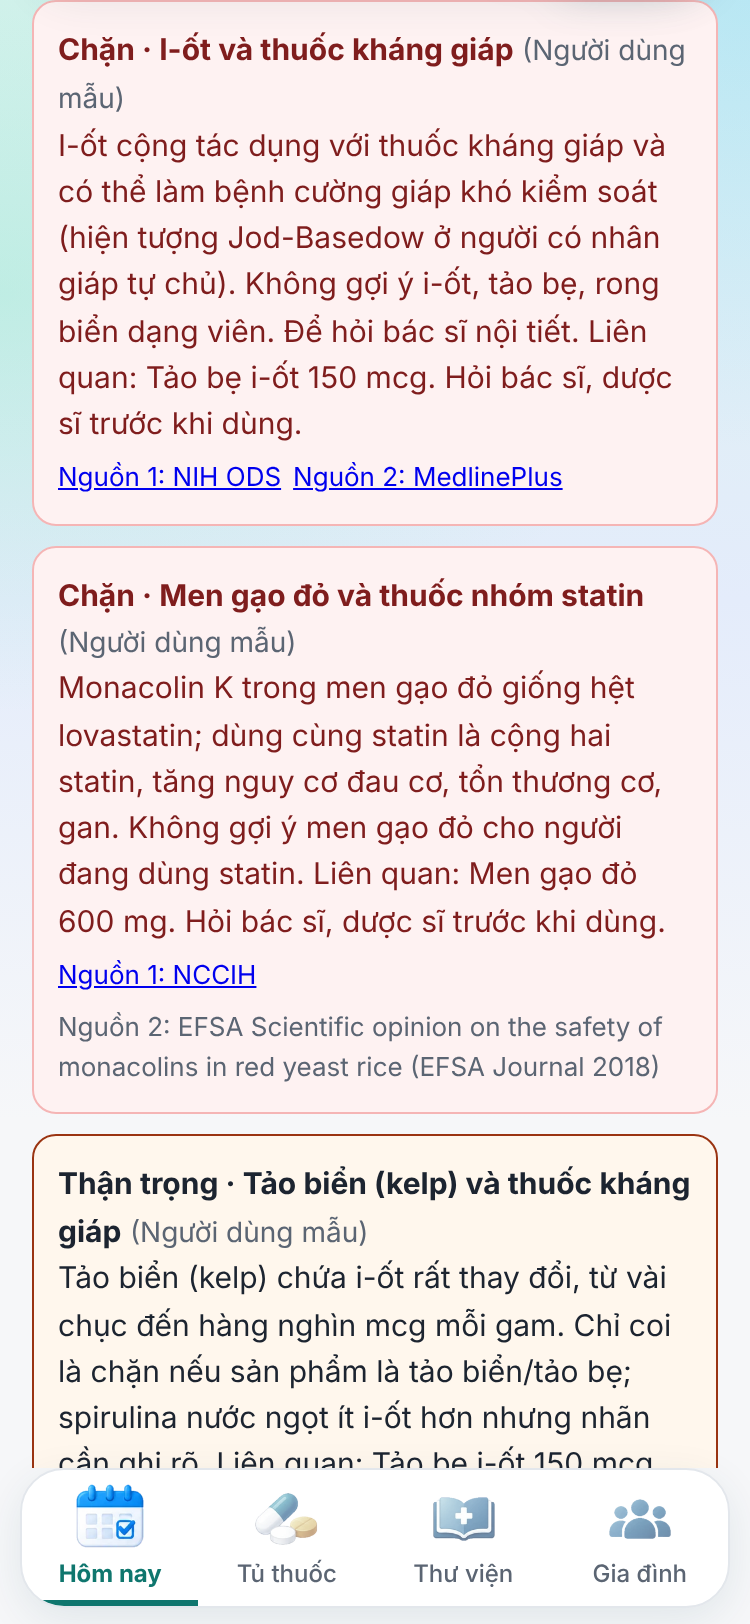 Chặn · I-ốt và thuốc kháng giáp (Người dùng
mẫu)
I-ốt cộng tác dụng với thuốc kháng giáp và
có thể làm bệnh cường giáp khó kiểm soát
(hiện tượng Jod-Basedow ở người có nhân
giáp tự chủ). Không gợi ý i-ốt, tảo bẹ, rong
biển dạng viên. Để hỏi bác sĩ nội tiết. Liên
quan: Tảo bẹ i-ốt 150 mcg. Hỏi bác sĩ, dược
sĩ trước khi dùng.
Nguồn 1: NIH ODS Nguồn 2: MedlinePlus
Chặn · Men gạo đỏ và thuốc nhóm statin
(Người dùng mẫu)
Monacolin K trong men gạo đỏ giống hệt
lovastatin; dùng cùng statin là cộng hai
statin, tăng nguy cơ đau cơ, tổn thương cơ,
gan. Không gợi ý men gạo đỏ cho người
đang dùng statin. Liên quan: Men gạo đỏ
600 mg. Hỏi bác sĩ, dược sĩ trước khi dùng.
Nguồn 1: NCCIH
Nguồn 2: EFSA Scientific opinion on the safety of
monacolins in red yeast rice (EFSA Journal 2018)
Thận trọng · Tảo biển (kelp) và thuốc kháng
giáp (Người dùng mẫu)
Tảo biển (kelp) chứa i-ốt rất thay đổi, từ vài
chục đến hàng nghìn mcg mỗi gam. Chỉ coi
là chặn nếu sản phẩm là tảo biển/tảo bẹ;
spirulina nước ngọt ít i-ốt hơn nhưng nhãn
cần ghi rõ. Liên quan: Tảo bẹ i-ốt 150 mcg.
Hôm nay
Tủ thuốc
Thư viện
Gia đình